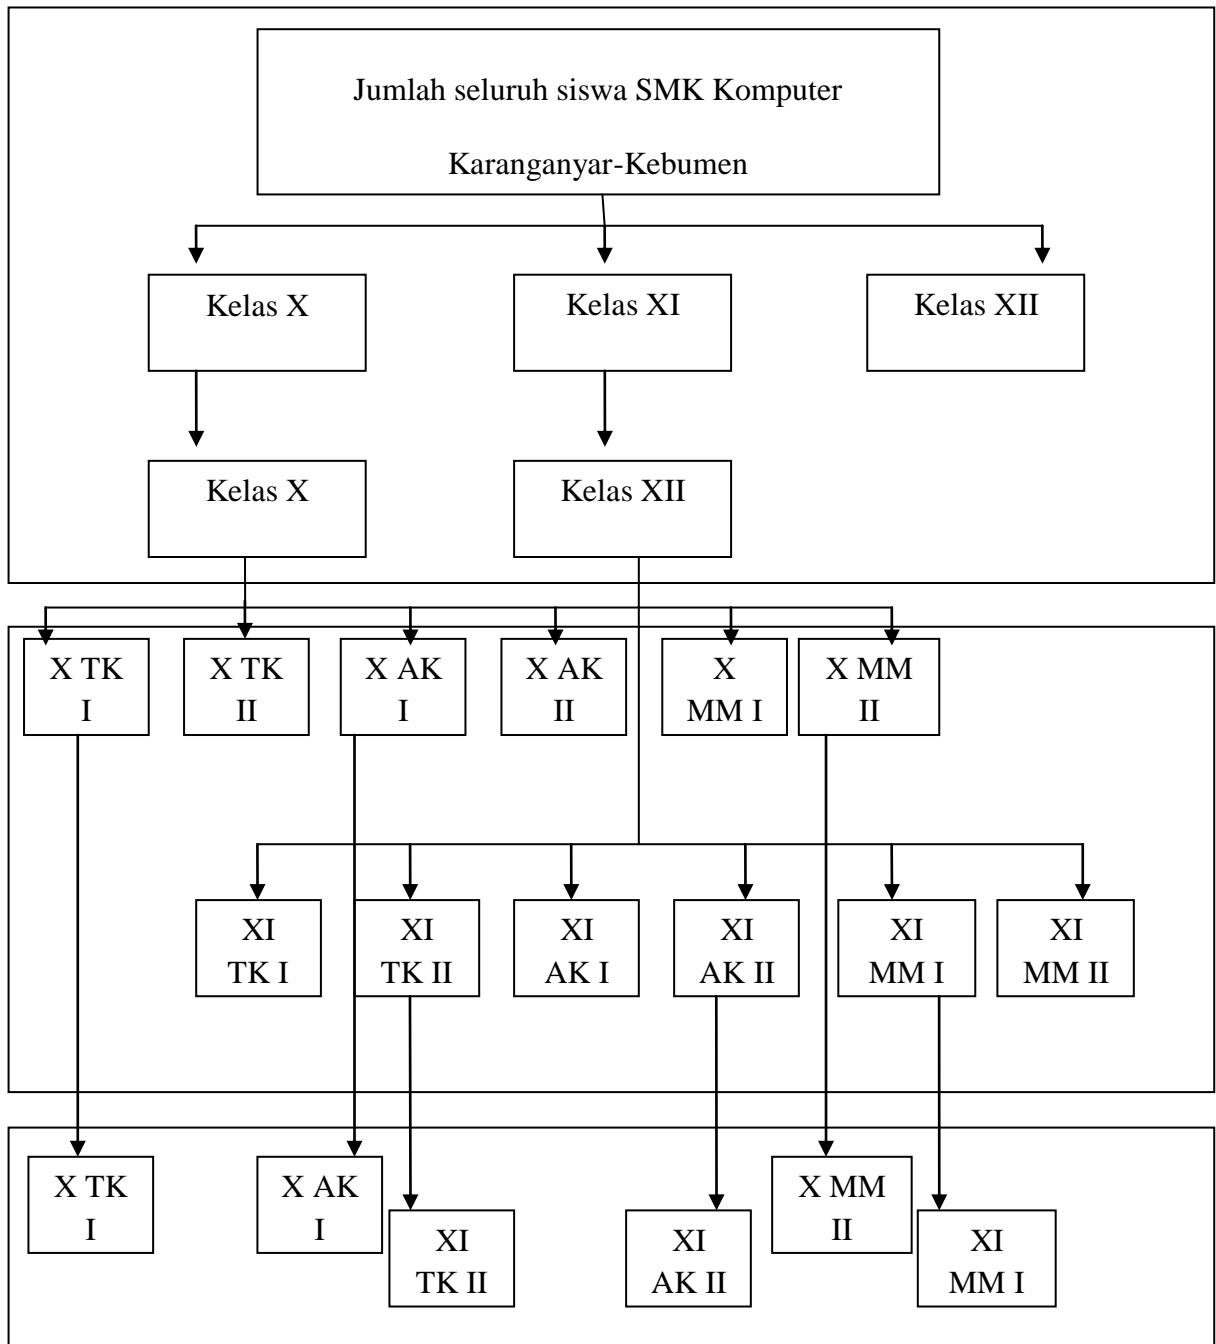 Jumlah seluruh siswa SMK Komputer
Karanganyar-Kebumen
Kelas X
Kelas XI
Kelas XII
Kelas X
Kelas XII
X TK
I
X TK
II
X AK
I
X AK
II
X
MM I
X MM
II
XI
TK I
XI
TK II
XI
AK I
XI
AK II
XI
MM I
XI
MM II
X TK
I
X AK
I
XI
TK II
XI
AK II
X MM
II
XI
MM I